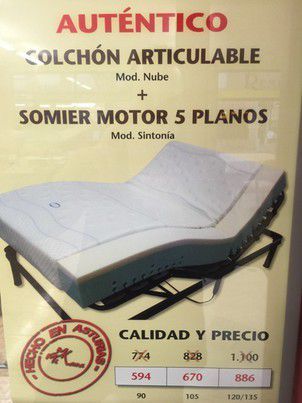 AUTÉNTICO
COLCHÓN ARTICULABLE
Mod. Nube
+
SOMIER MOTOR 5 PLANOS
Mod. Sintonía
HECHO EN ASTURIAS
CALIDAD Y PRECIO
774 828 1.100
594 670 886
90 105 120/135